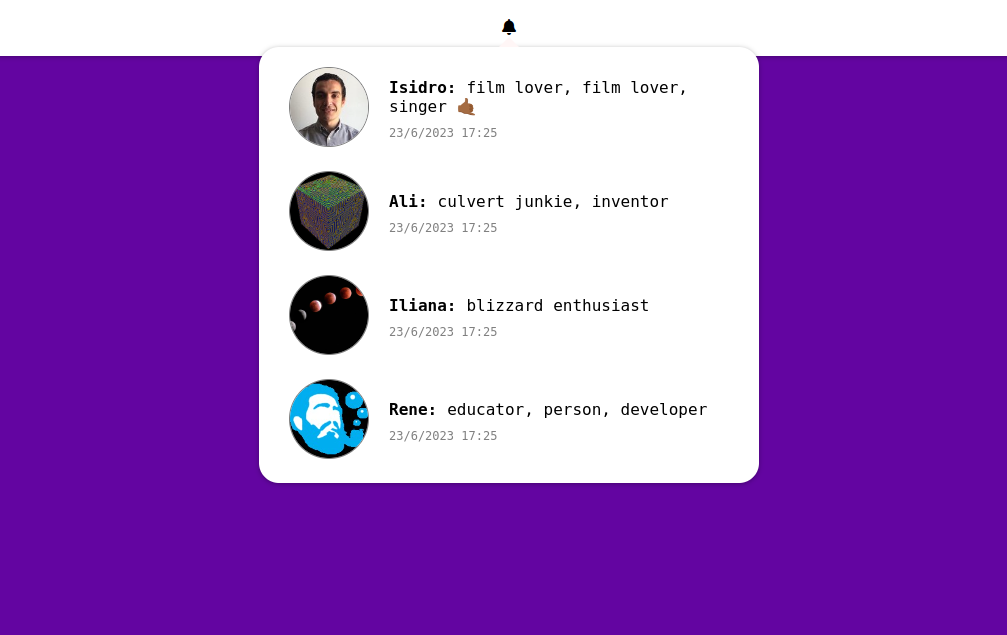 Isidro: film lover, film lover,
singer 🤙🏾
23/6/2023 17:25
Ali: culvert junkie, inventor
23/6/2023 17:25
Iliana: blizzard enthusiast
23/6/2023 17:25
Rene: educator, person, developer
23/6/2023 17:25